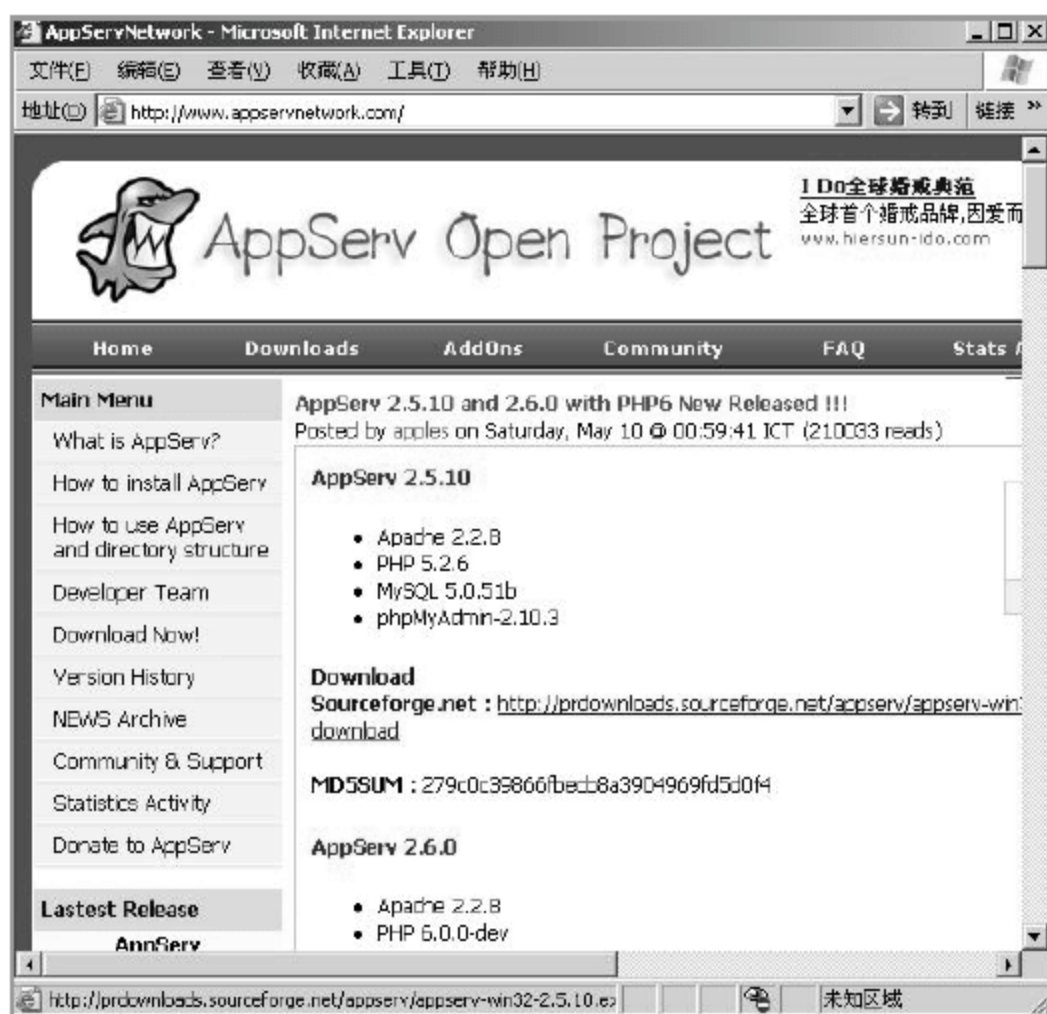 AppServNetwork - Microsoft Internet Explorer
文件(F) 编辑(E) 查看(V) 收藏(A) 工具(T) 帮助(H)
地址(D) http://www.appservnetwork.com/ 转到 链接 »
AppServ Open Project
I Do全球婚戒典范
全球首个婚戒品牌,因爱而
www.hiersun-ido.com
Home Downloads AddOns Community FAQ Stats A
Main Menu
What is AppServ?
How to install AppServ
How to use AppServ
and directory structure
Developer Team
Download Now!
Version History
NEWS Archive
Community & Support
Statistics Activity
Donate to AppServ
Lastest Release
AppServ
AppServ 2.5.10 and 2.6.0 with PHP6 New Released !!!
Posted by apples on Saturday, May 10 @ 00:59:41 ICT (210033 reads)
AppServ 2.5.10
• Apache 2.2.8
• PHP 5.2.6
• MySQL 5.0.51b
• phpMyAdmin-2.10.3
Download
Sourceforge.net : http://prdownloads.sourceforge.net/appserv/appserv-win
download
MD5SUM :
AppServ 2.6.0
• Apache 2.2.8
• PHP 6.0.0-dev
http://prdownloads.sourceforge.net/appserv/appserv-win32-2.5.10.ex 未知区域